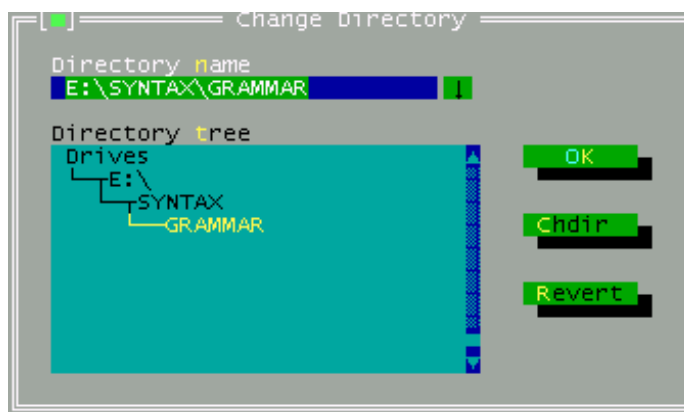 Change Directory
Directory name
E:\SYNTAX\GRAMMAR
Directory tree
Drives
E:\
SYNTAX
GRAMMAR
OK
Chdir
Revert